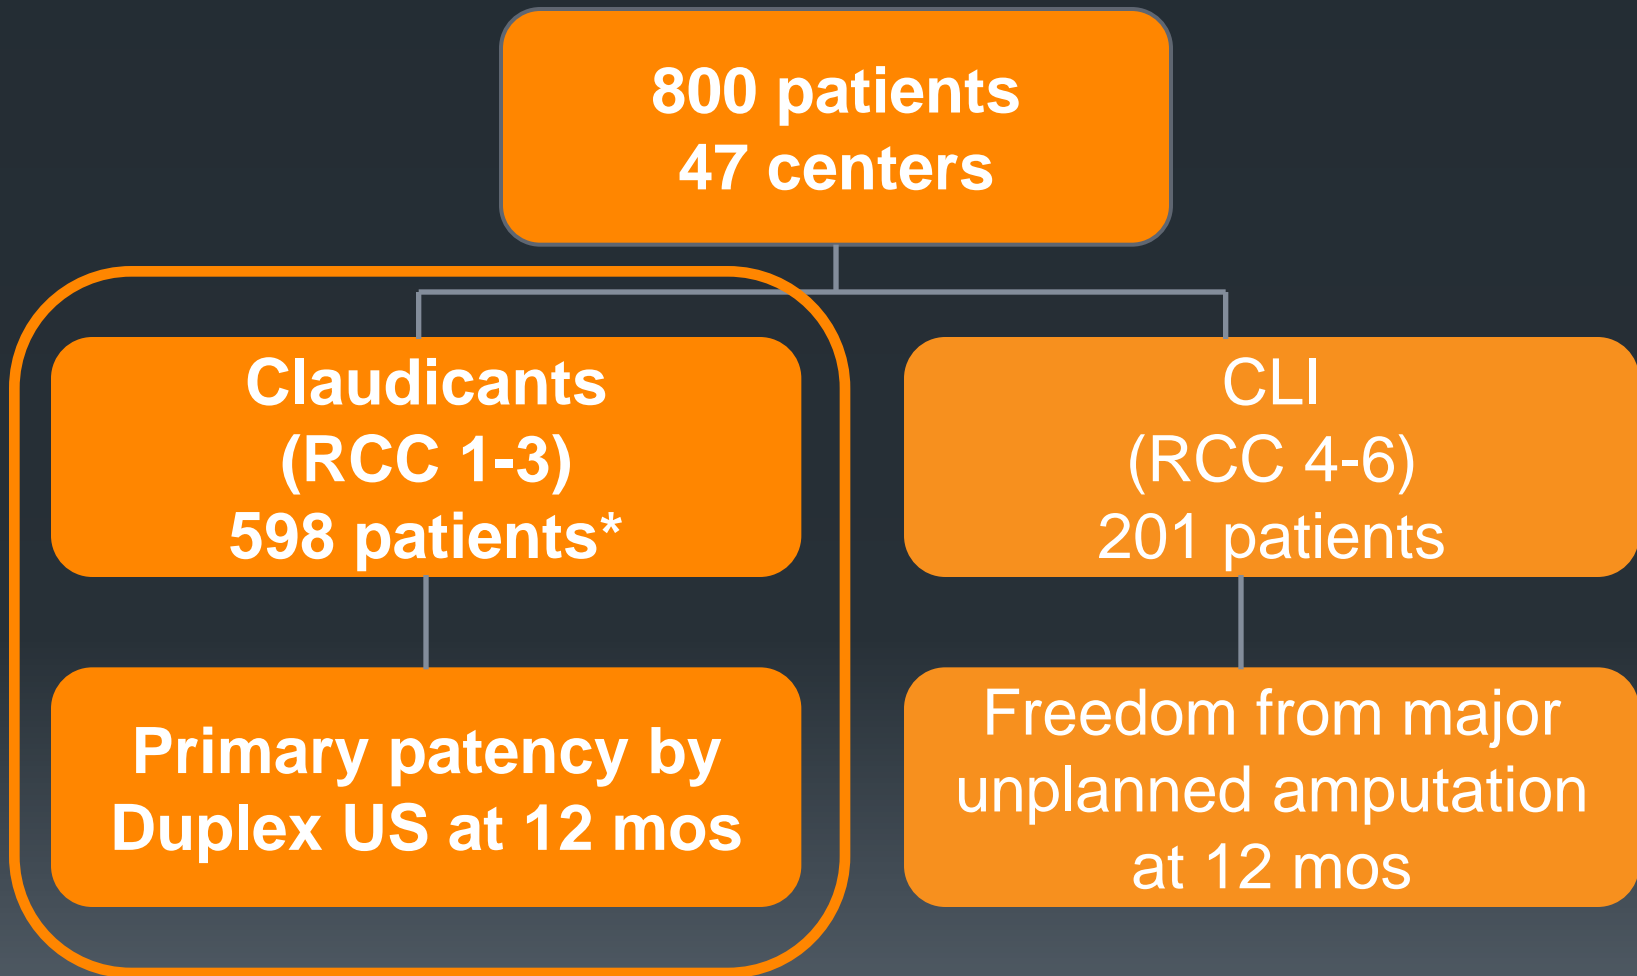 800 patients
47 centers
Claudicants
(RCC 1-3)
598 patients*
CLI
(RCC 4-6)
201 patients
Primary patency by
Duplex US at 12 mos
Freedom from major
unplanned amputation
at 12 mos